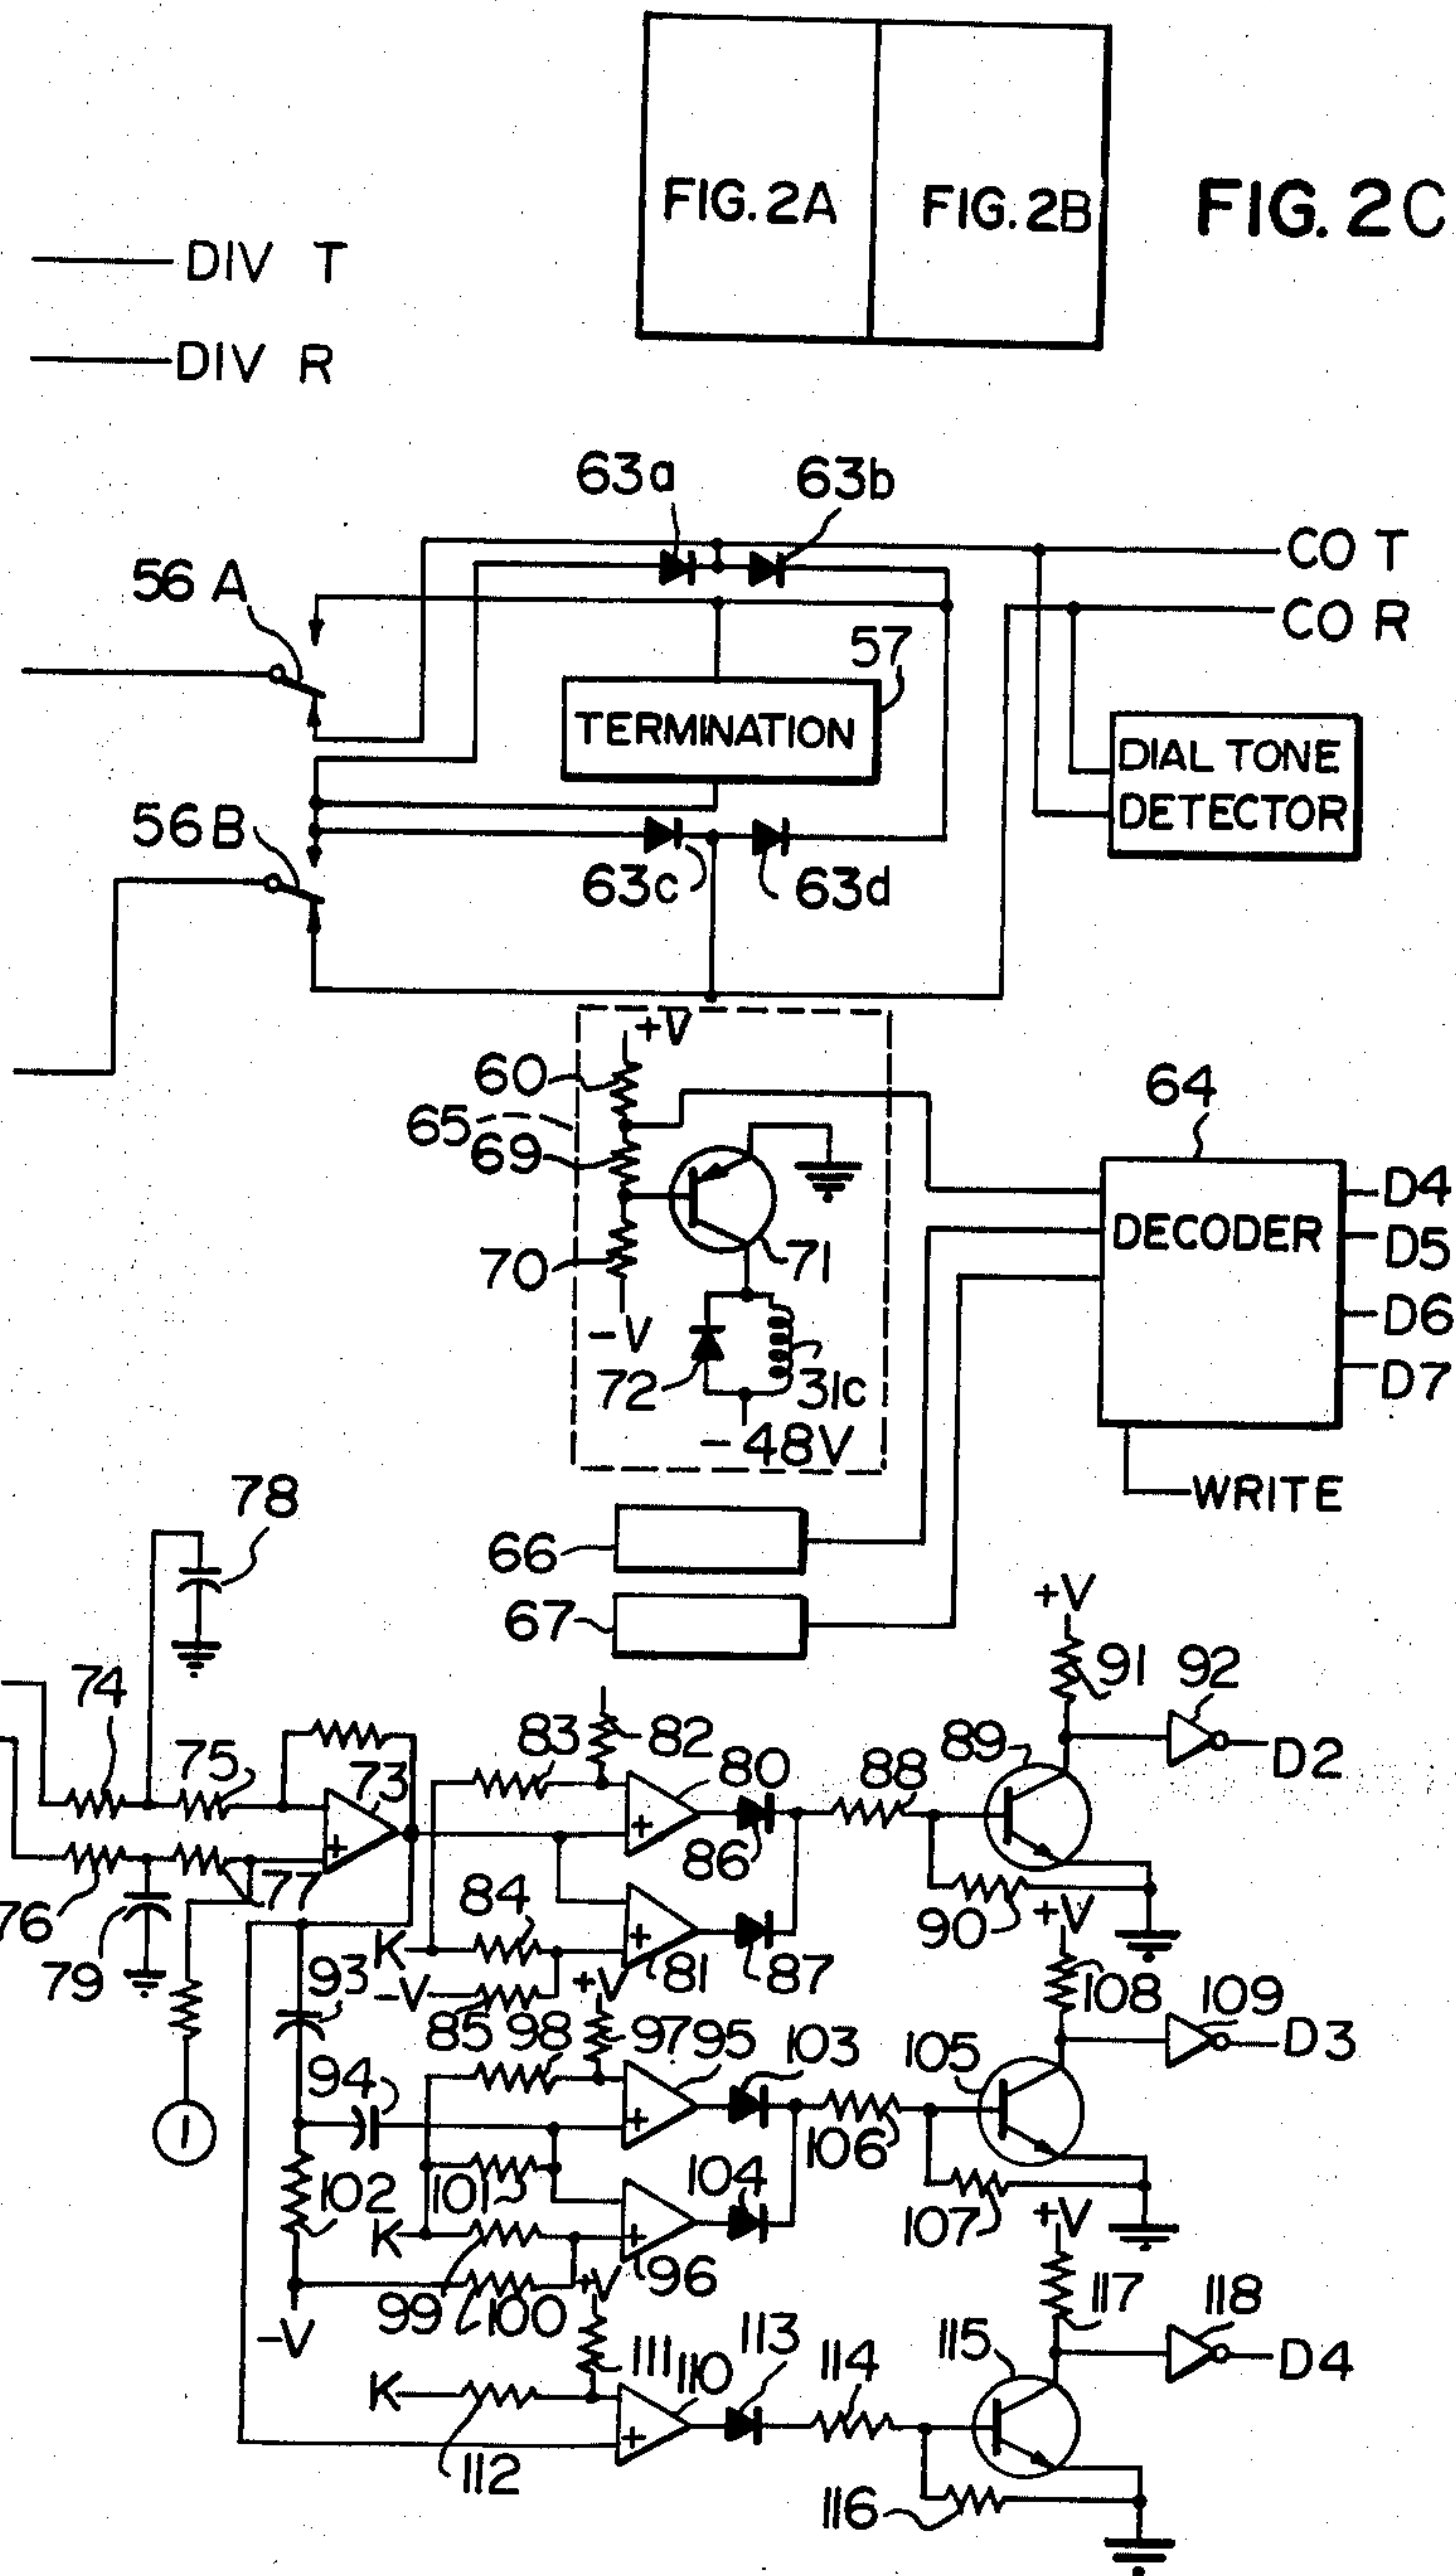 FIG. 2A FIG. 2B FIG. 2C
DIV T
DIV R
63a 63b
CO T
56A
CO R
57
TERMINATION
DIAL TONE
DETECTOR
56B
63c 63d
+V
60
64
65
69
D4
DECODER
D5
70
71
D6
-V
D7
72
31c
-48V
78
WRITE
66
+V
67
74
91 92
83 82
89
75
73
80
88
D2
+
+
86
76
77
84
90
+V
79
K
93
+
81
87
-V
+V
108 109
85 98 97 95 103
105
D3
94
+
1
106
102
101
104
107
+V
K
+
96
99 100
+V
117
118
-V
113
111 110
114
115
D4
K
+
112
116